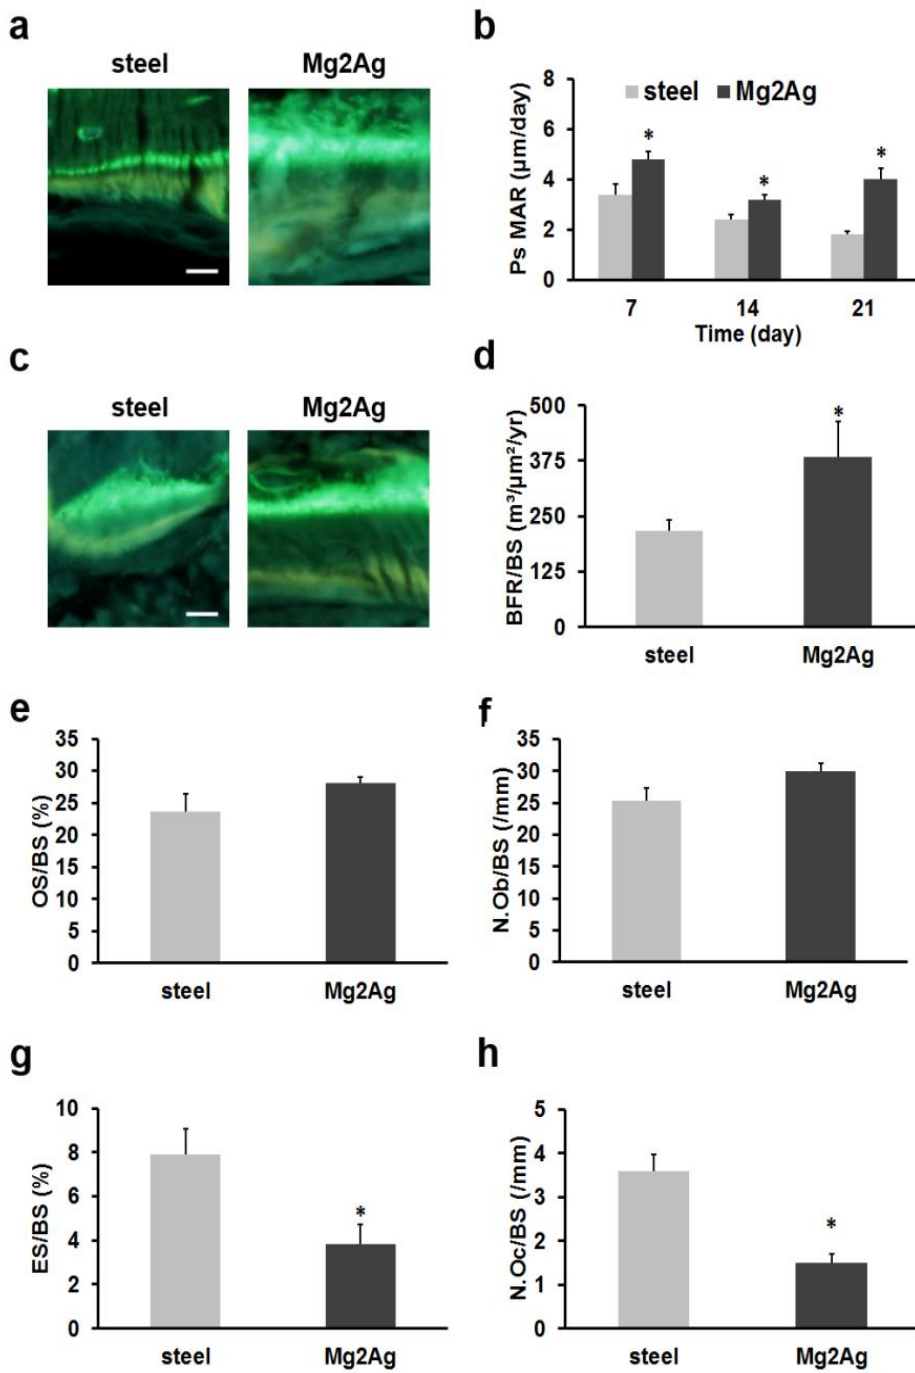 a
steel Mg2Ag
b
Ps MAR (µm/day)
8
6
4
2
0
steel Mg2Ag
*
*
*
7 14 21
Time (day)
c
steel Mg2Ag
d
BFR/BS (m³/µm²/yr)
500
375
250
125
0
*
steel Mg2Ag
e
OS/BS (%)
35
30
25
20
15
10
5
0
steel Mg2Ag
f
N.Ob/BS (/mm)
35
30
25
20
15
10
5
0
steel Mg2Ag
g
ES/BS (%)
10
8
6
4
2
0
*
steel Mg2Ag
h
N.Oc/BS (/mm)
5
4
3
2
1
0
*
steel Mg2Ag